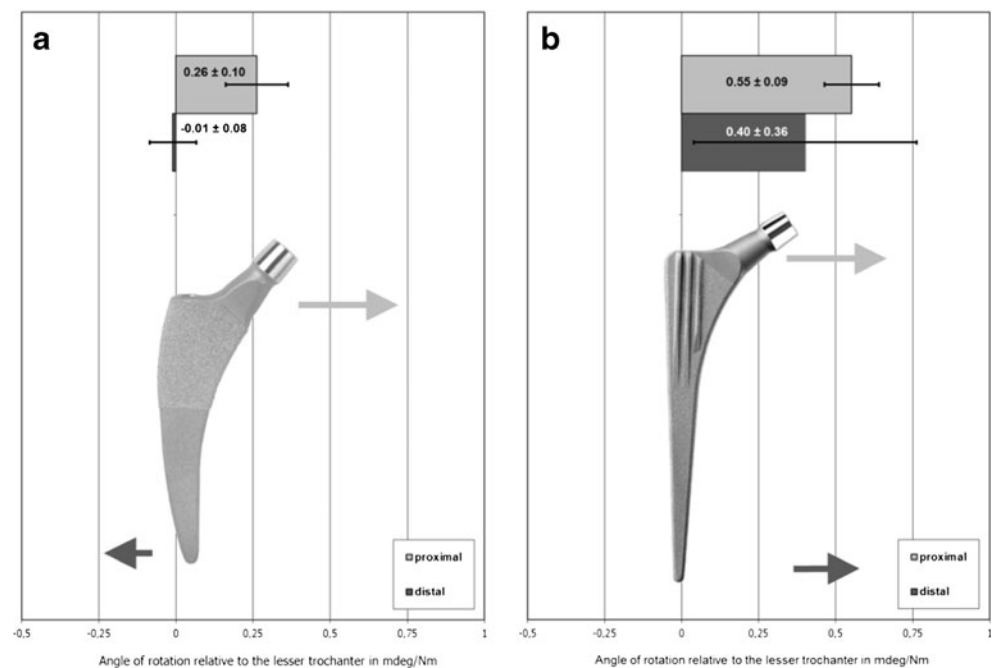 a
0.26 ± 0.10
-0.01 ± 0.08
proximal
distal
-0,5 -0,25 0 0,25 0,5 0,75 1
Angle of rotation relative to the lesser trochanter in mdeg/Nm
b
0.55 ± 0.09
0.40 ± 0.36
proximal
distal
-0,5 -0,25 0 0,25 0,5 0,75 1
Angle of rotation relative to the lesser trochanter in mdeg/Nm